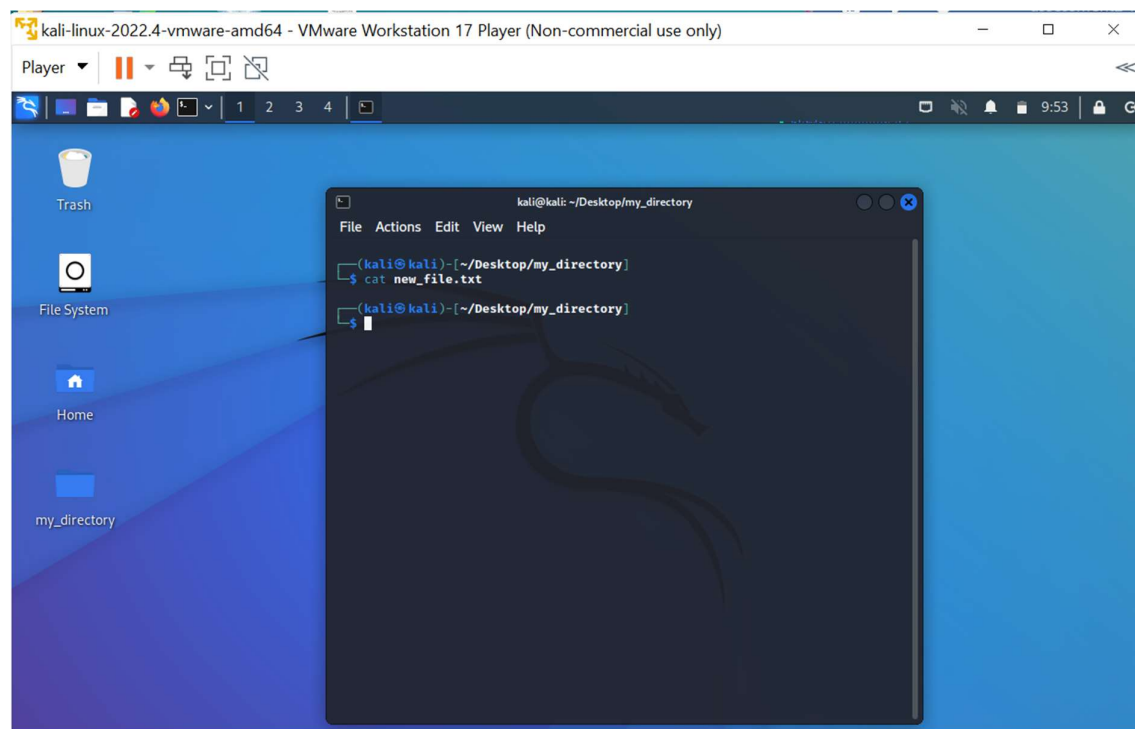 kali-linux-2022.4-vmware-amd64 - VMware Workstation 17 Player (Non-commercial use only)
Player
1 2 3 4
9:53
Trash
File System
Home
my_directory
kali@kali: ~/Desktop/my_directory
File Actions Edit View Help
┌──(kali㉿kali)-[~/Desktop/my_directory]
└─$ cat new_file.txt
┌──(kali㉿kali)-[~/Desktop/my_directory]
└─$